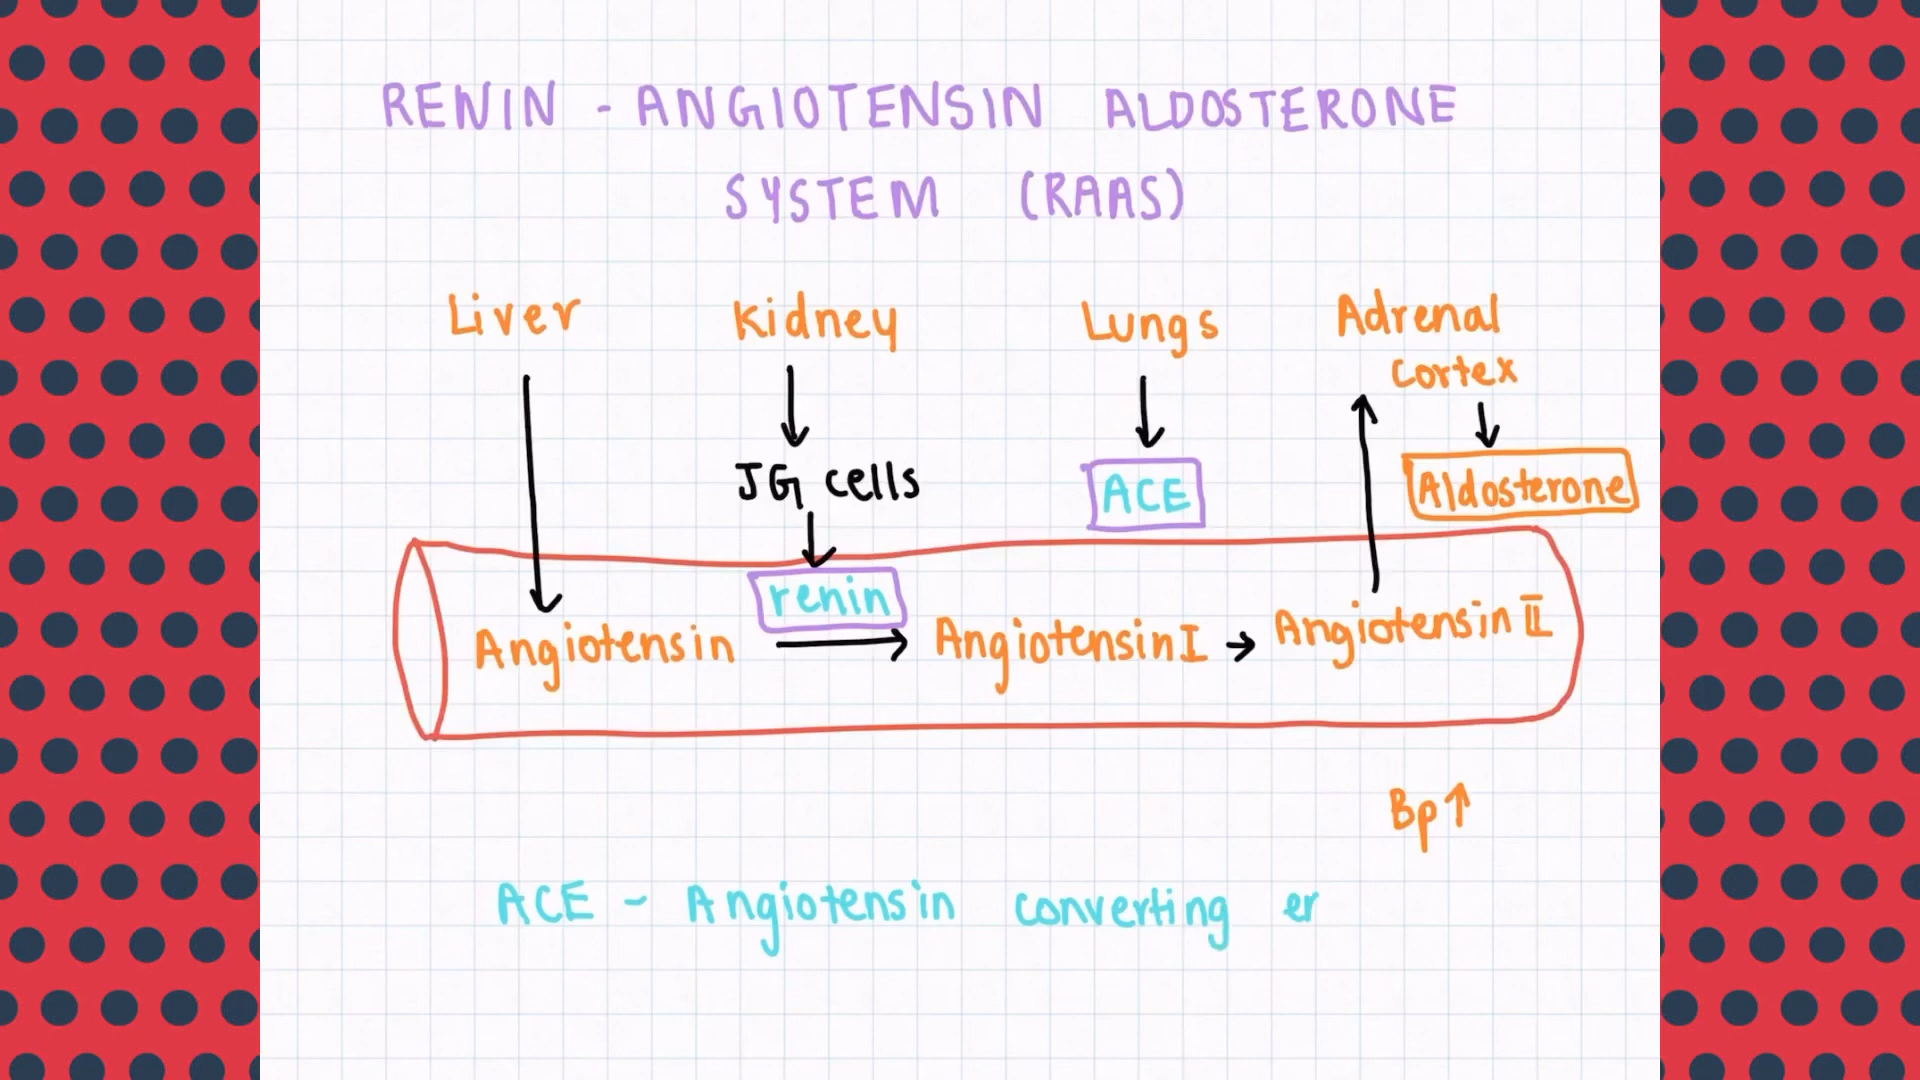 RENIN - ANGIOTENSIN ALDOSTERONE
SYSTEM (RAAS)
Liver Kidney Lungs Adrenal
cortex
JG cells ACE Aldosterone
renin
Angiotensin Angiotensin I Angiotensin II
Bp↑
ACE - Angiotensin converting er